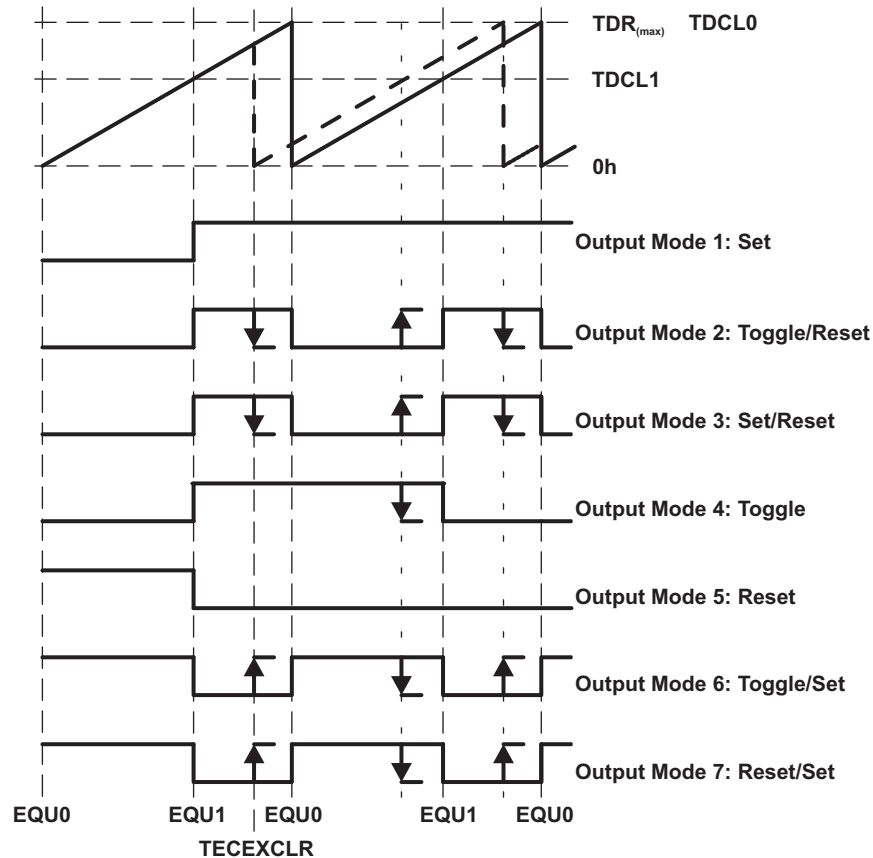 TDR(max) TDCL0
TDCL1
0h
Output Mode 1: Set
Output Mode 2: Toggle/Reset
Output Mode 3: Set/Reset
Output Mode 4: Toggle
Output Mode 5: Reset
Output Mode 6: Toggle/Set
Output Mode 7: Reset/Set
EQU0 EQU1 EQU0 EQU1 EQU0
TECEXCLR